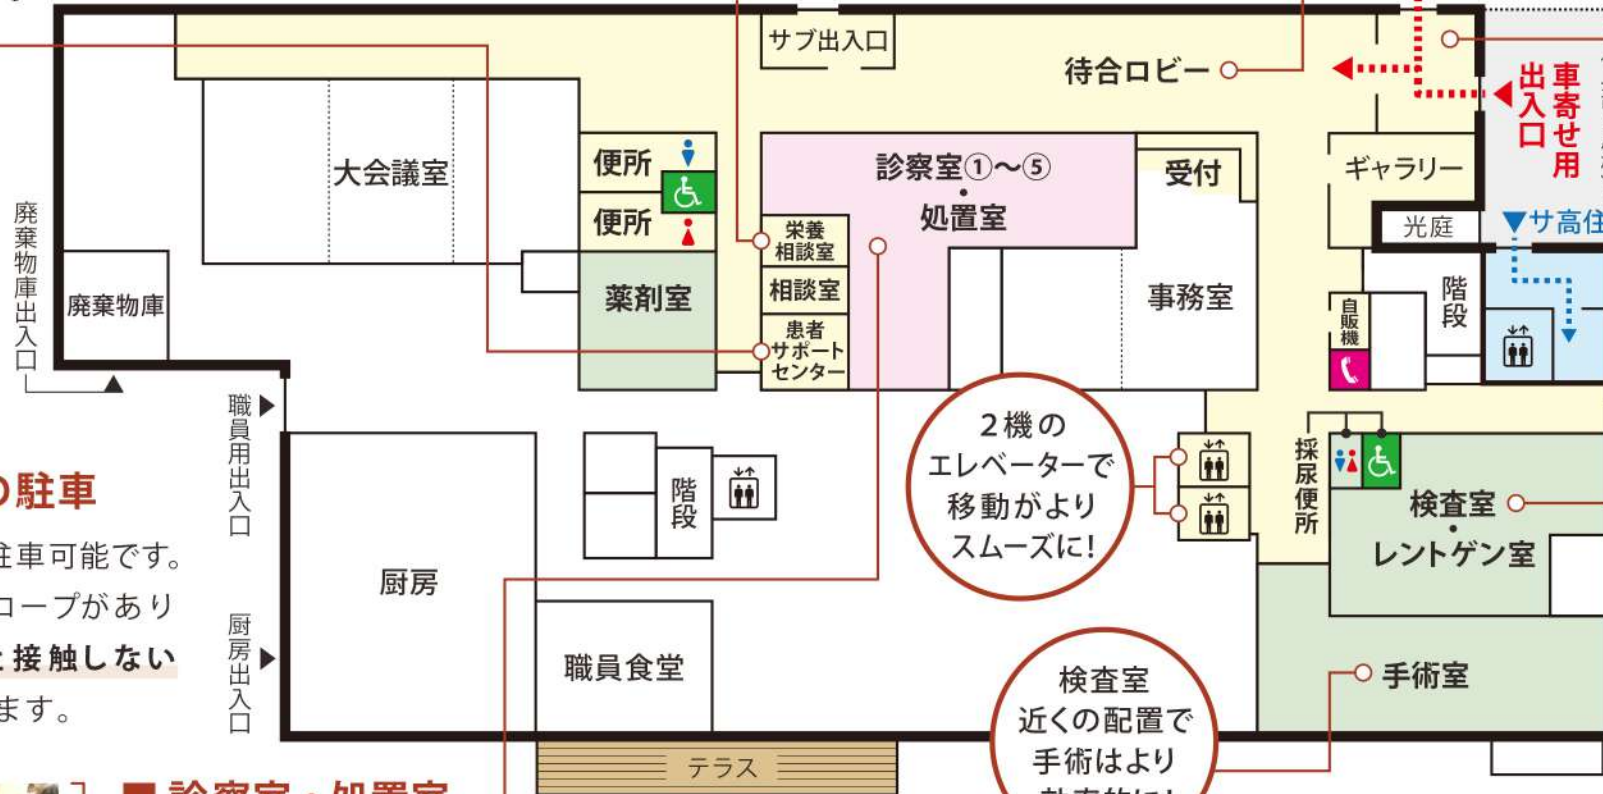 サブ出入口
待合ロビー
車寄せ用
出入口
大会議室
便所
便所
診察室①〜⑤
・
処置室
受付
ギャラリー
光庭
サ高住
廃棄物庫出入口
廃棄物庫
薬剤室
栄養
相談室
相談室
患者
サポート
センター
事務室
自販機
階段
職員用出入口
の駐車
駐車可能です。
ロープがあり
と接触しない
ます。
厨房出入口
厨房
階段
職員食堂
2機の
エレベーターで
移動がより
スムーズに!
採尿便所
検査室
・
レントゲン室
検査室
近くの配置で
手術はより
手術室
テラス
■ 診察室・処置室